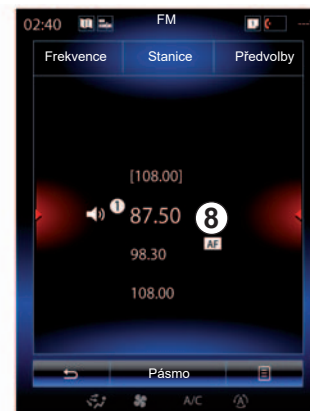 02:40 FM
Frekvence Stanice Předvolby
[108.00]
1 87.50 8
AF
98.30
108.00
Pásmo
A/C